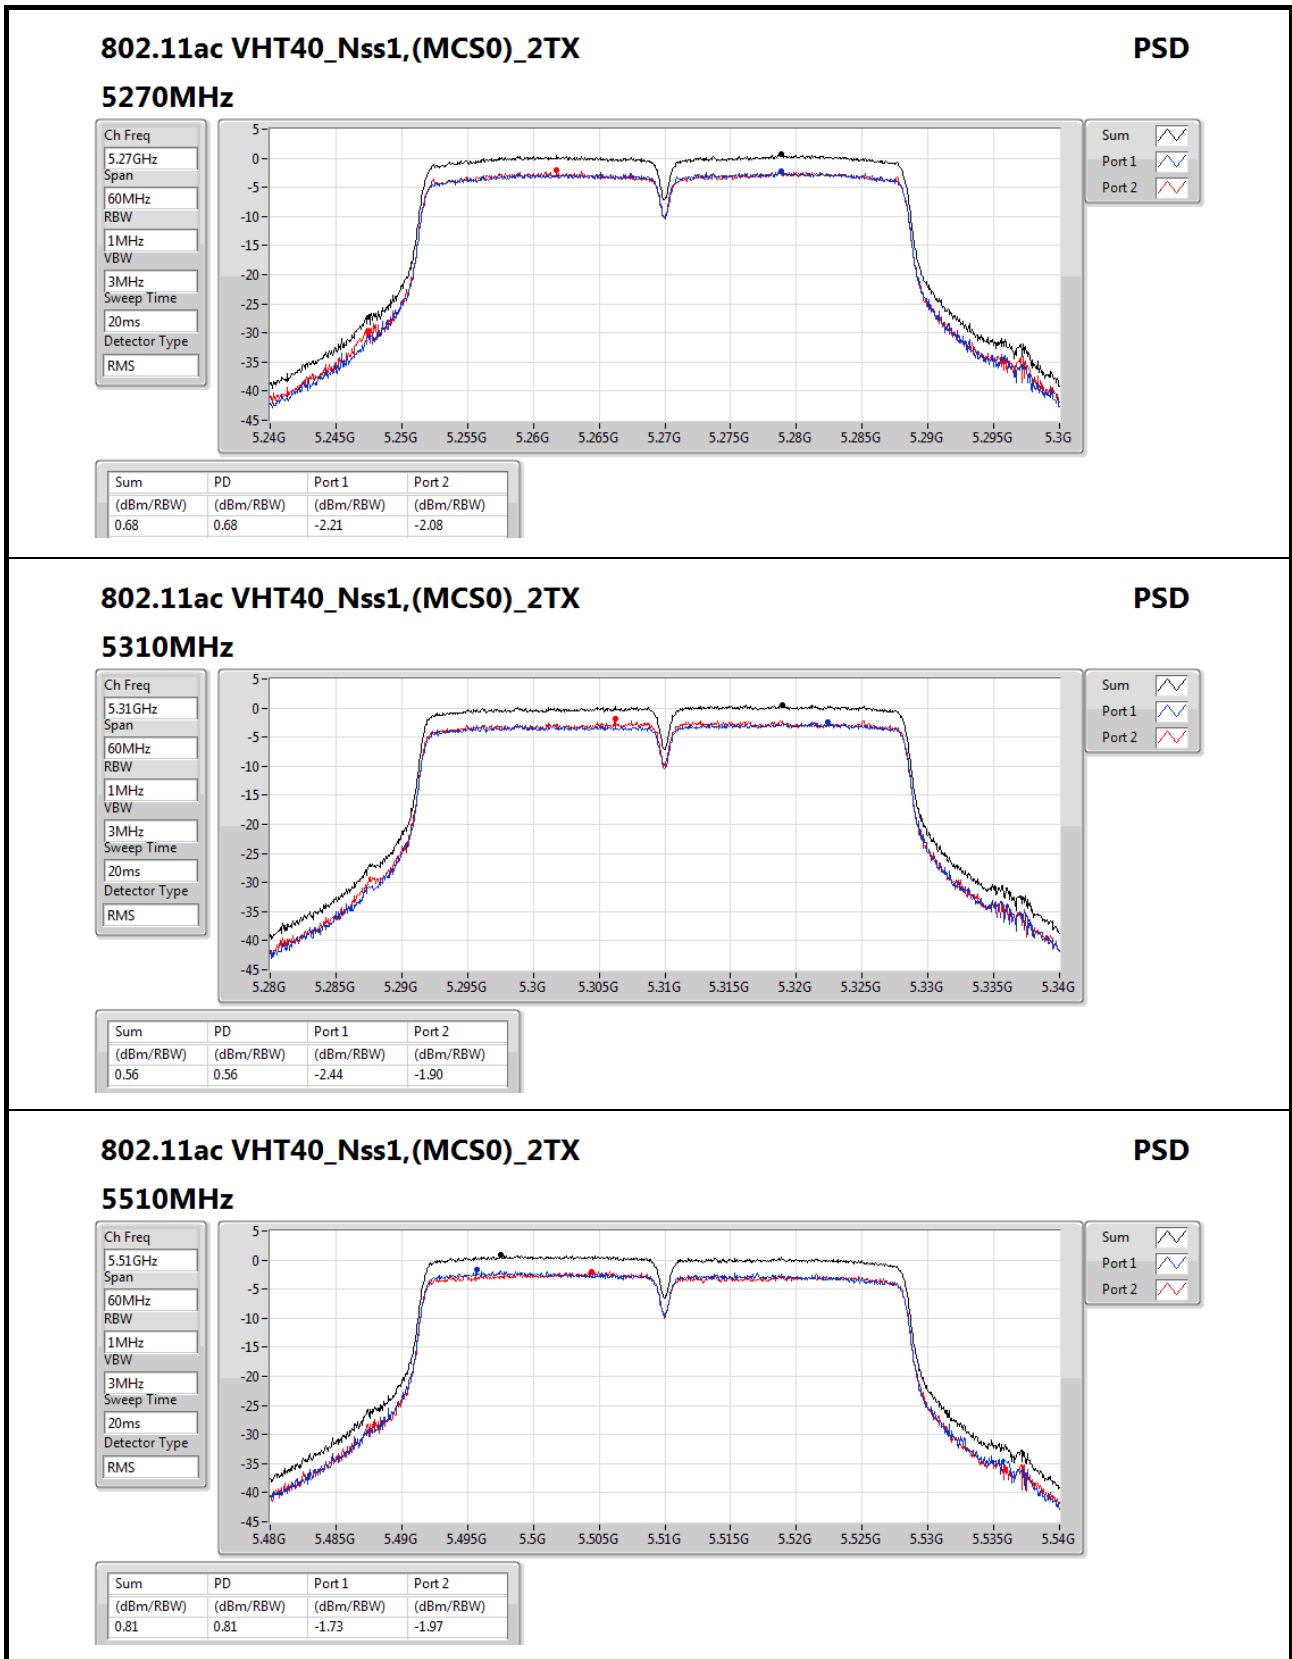 802.11ac VHT40_Nss1,(MCS0)_2TX PSD
5270MHz
Ch Freq
5.27GHz
Span
60MHz
RBW
1MHz
VBW
3MHz
Sweep Time
20ms
Detector Type
RMS
5
0
-5
-10
-15
-20
-25
-30
-35
-40
-45
5.24G 5.245G 5.25G 5.255G 5.26G 5.265G 5.27G 5.275G 5.28G 5.285G 5.29G 5.295G 5.3G
Sum
Port 1
Port 2
Sum PD Port 1 Port 2
(dBm/RBW) (dBm/RBW) (dBm/RBW) (dBm/RBW)
0.68 0.68 -2.21 -2.08
802.11ac VHT40_Nss1,(MCS0)_2TX PSD
5310MHz
Ch Freq
5.31GHz
Span
60MHz
RBW
1MHz
VBW
3MHz
Sweep Time
20ms
Detector Type
RMS
5
0
-5
-10
-15
-20
-25
-30
-35
-40
-45
5.28G 5.285G 5.29G 5.295G 5.3G 5.305G 5.31G 5.315G 5.32G 5.325G 5.33G 5.335G 5.34G
Sum
Port 1
Port 2
Sum PD Port 1 Port 2
(dBm/RBW) (dBm/RBW) (dBm/RBW) (dBm/RBW)
0.56 0.56 -2.44 -1.90
802.11ac VHT40_Nss1,(MCS0)_2TX PSD
5510MHz
Ch Freq
5.51GHz
Span
60MHz
RBW
1MHz
VBW
3MHz
Sweep Time
20ms
Detector Type
RMS
5
0
-5
-10
-15
-20
-25
-30
-35
-40
-45
5.48G 5.485G 5.49G 5.495G 5.5G 5.505G 5.51G 5.515G 5.52G 5.525G 5.53G 5.535G 5.54G
Sum
Port 1
Port 2
Sum PD Port 1 Port 2
(dBm/RBW) (dBm/RBW) (dBm/RBW) (dBm/RBW)
0.81 0.81 -1.73 -1.97